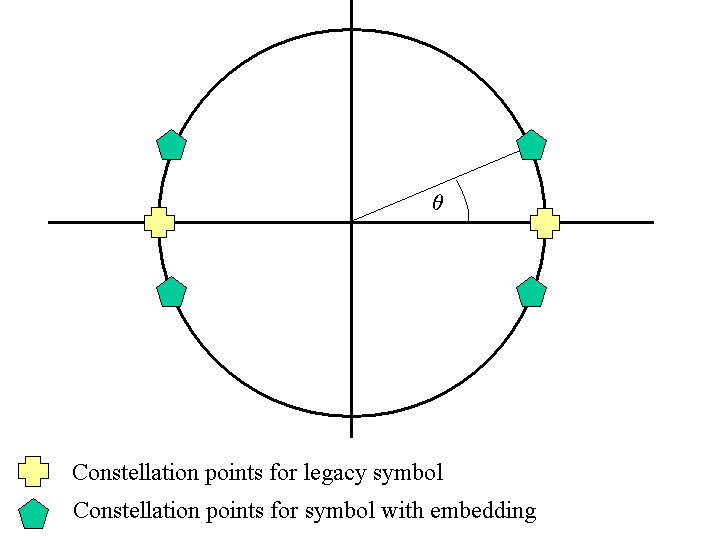 θ
Constellation points for legacy symbol
Constellation points for symbol with embedding